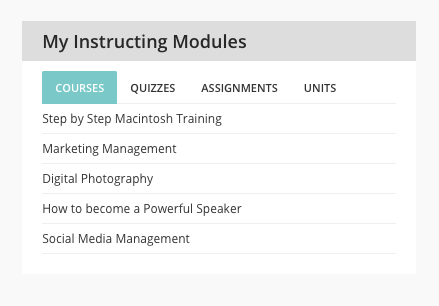 My Instructing Modules
COURSES QUIZZES ASSIGNMENTS UNITS
Step by Step Macintosh Training
Marketing Management
Digital Photography
How to become a Powerful Speaker
Social Media Management